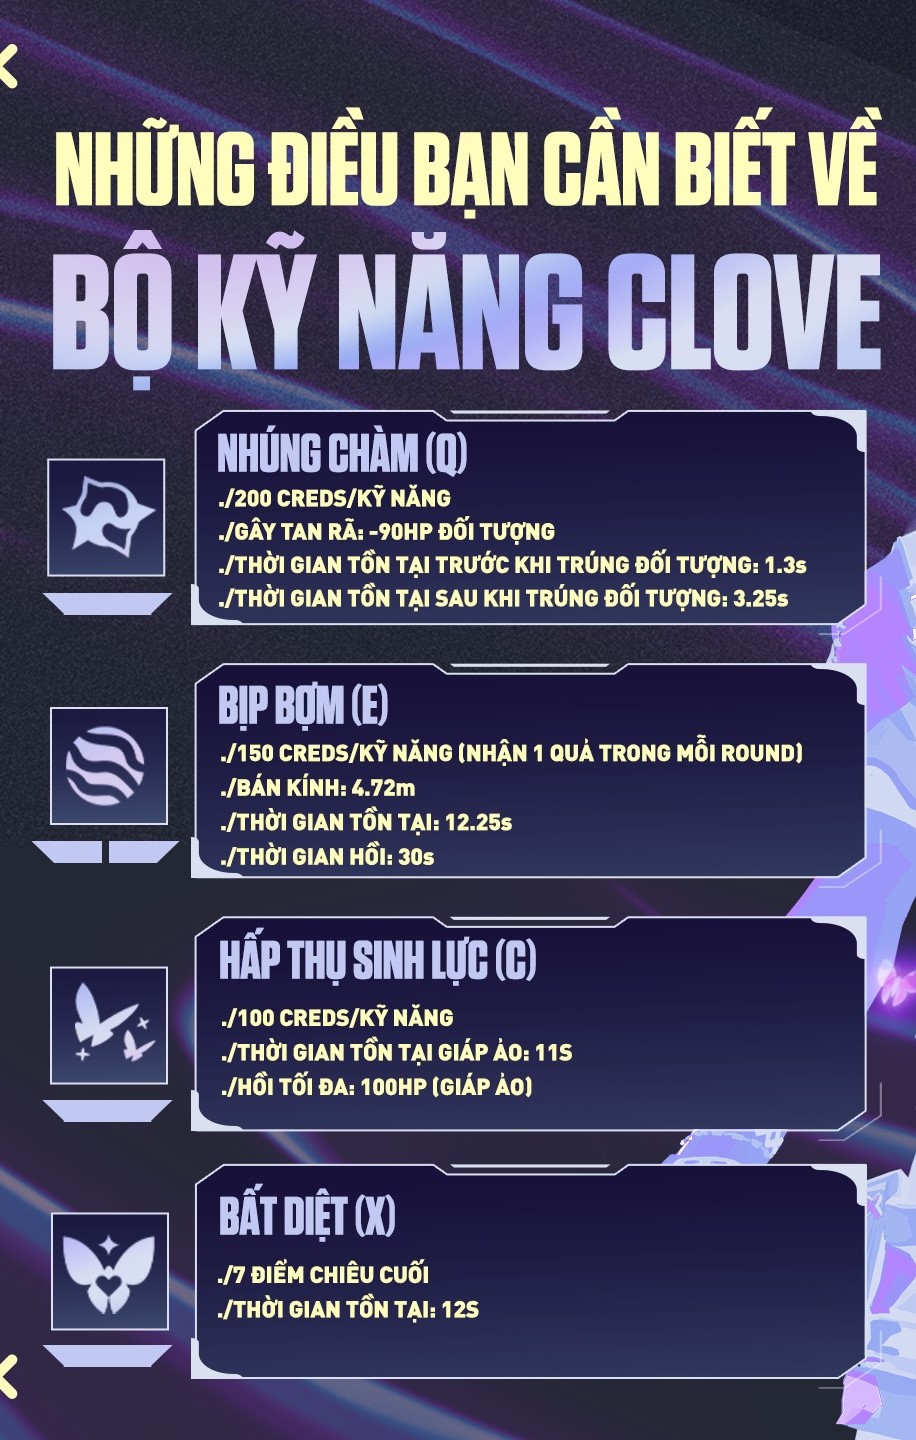 NHỮNG ĐIỀU BẠN CẦN BIẾT VỀ
BỘ KỸ NĂNG CLOVE
NHÚNG CHÀM (Q)
./200 CREDS/KỸ NĂNG
./GÂY TAN RÃ: -90HP ĐỐI TƯỢNG
./THỜI GIAN TỒN TẠI TRƯỚC KHI TRÚNG ĐỐI TƯỢNG: 1.3s
./THỜI GIAN TỒN TẠI SAU KHI TRÚNG ĐỐI TƯỢNG: 3.25s
BỊP BỢM (E)
./150 CREDS/KỸ NĂNG (NHẬN 1 QUẢ TRONG MỖI ROUND)
./BÁN KÍNH: 4.72m
./THỜI GIAN TỒN TẠI: 12.25s
./THỜI GIAN HỒI: 30s
HẤP THỤ SINH LỰC (C)
./100 CREDS/KỸ NĂNG
./THỜI GIAN TỒN TẠI GIÁP ẢO: 11S
./HỒI TỐI ĐA: 100HP (GIÁP ẢO)
BẤT DIỆT (X)
./7 ĐIỂM CHIÊU CUỐI
./THỜI GIAN TỒN TẠI: 12S